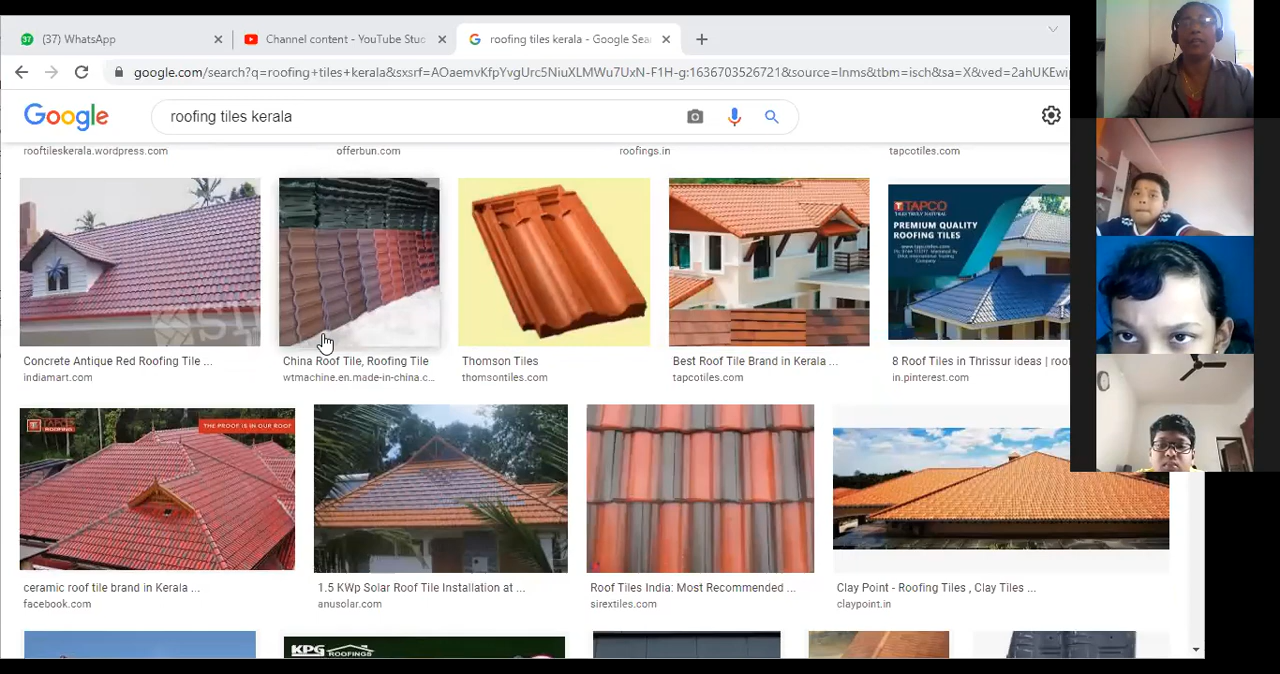 (37) WhatsApp
Channel content - YouTube Stud
roofing tiles kerala - Google Sea
google.com/search?q=roofing+tiles+kerala&sxsrf=AOaemvKfpYvgUrc5NiuXLMWu7UxN-F1H-g:1636703526721&source=lnms&tbm=isch&sa=X&ved=2ahUKEwi
Google
roofing tiles kerala
rooftileskerala.wordpress.com
offerbun.com
roofings.in
tapcotiles.com
TAPCO
PREMIUM QUALITY
ROOFING TILES
Concrete Antique Red Roofing Tile ...
China Roof Tile, Roofing Tile
Thomson Tiles
Best Roof Tile Brand in Kerala ...
8 Roof Tiles in Thrissur ideas | roof
indiamart.com
wtmachine.en.made-in-china.c...
thomsontiles.com
tapcotiles.com
in.pinterest.com
TAPCO
ROOFING
THE PROOF IS IN OUR ROOF
ceramic roof tile brand in Kerala ...
1.5 KWp Solar Roof Tile Installation at ...
Roof Tiles India: Most Recommended ...
Clay Point - Roofing Tiles , Clay Tiles ...
facebook.com
anusolar.com
sirextiles.com
claypoint.in
KPG
ROOFINGS